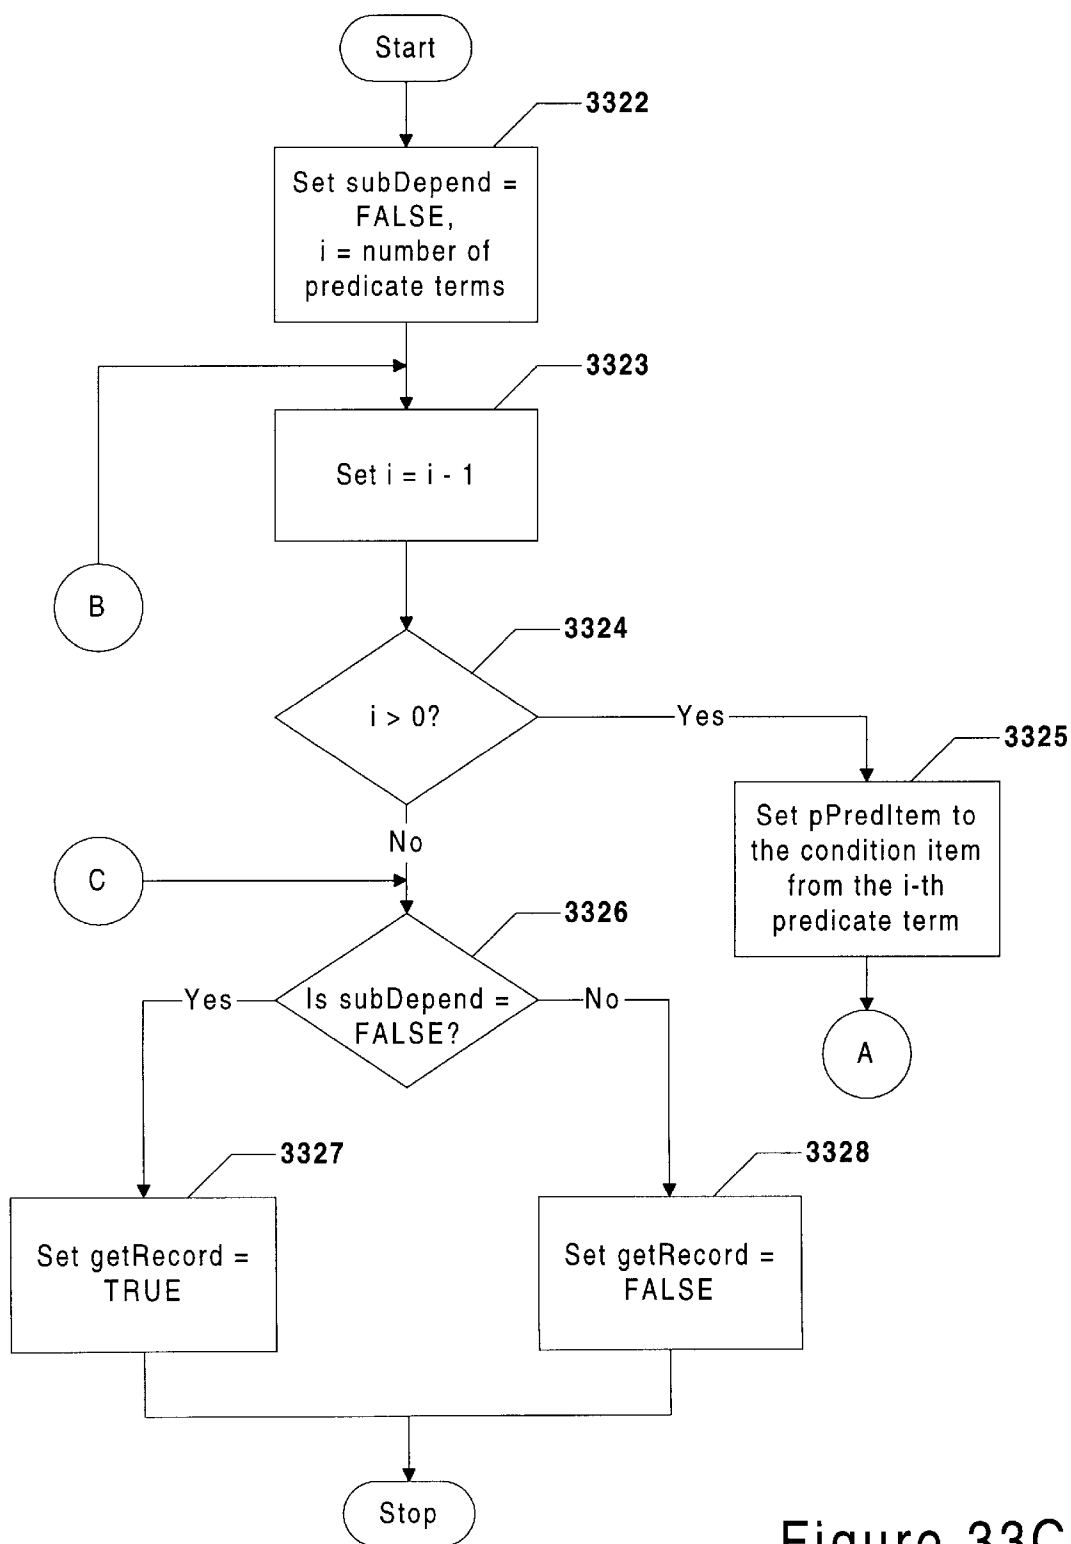 Start
3322
Set subDepend =
FALSE,
i = number of
predicate terms
3323
Set i = i - 1
B
3324
i > 0?
Yes
3325
Set pPredItem to
the condition item
from the i-th
predicate term
No
C
3326
Is subDepend =
FALSE?
Yes
No
A
3327
3328
Set getRecord =
TRUE
Set getRecord =
FALSE
Stop
Figure 33C